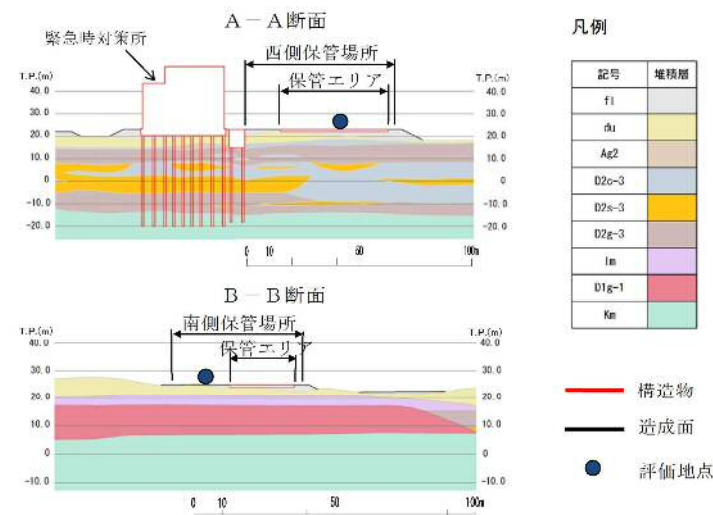 A－A断面
緊急時対策所
西側保管場所
保管エリア
T.P.(m)
40.0
30.0
20.0
10.0
0
-10.0
-20.0
T.P.(m)
40.0
30.0
20.0
10.0
0
-10.0
-20.0
0 10 50 100m
B－B断面
南側保管場所
保管エリア
T.P.(m)
40.0
30.0
20.0
10.0
0
-10.0
T.P.(m)
40.0
30.0
20.0
10.0
0
-10.0
0 10 50 100m
凡例
記号 堆積層
fl
du
Ag2
D2c-3
D2s-3
D2g-3
lm
D1g-1
Km
構造物
造成面
評価地点